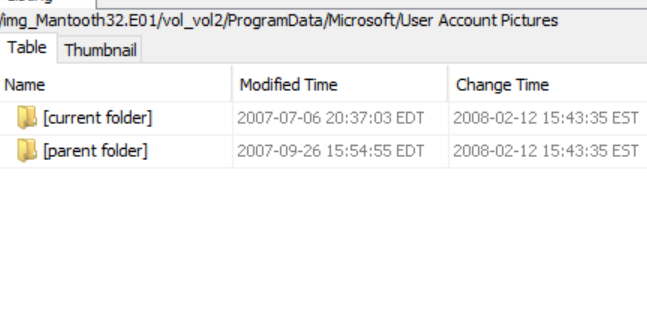 /img_Mantooth32.E01/vol_vol2/ProgramData/Microsoft/User Account Pictures
Table Thumbnail
Name Modified Time Change Time
[current folder] 2007-07-06 20:37:03 EDT 2008-02-12 15:43:35 EST
[parent folder] 2007-09-26 15:54:55 EDT 2008-02-12 15:43:35 EST